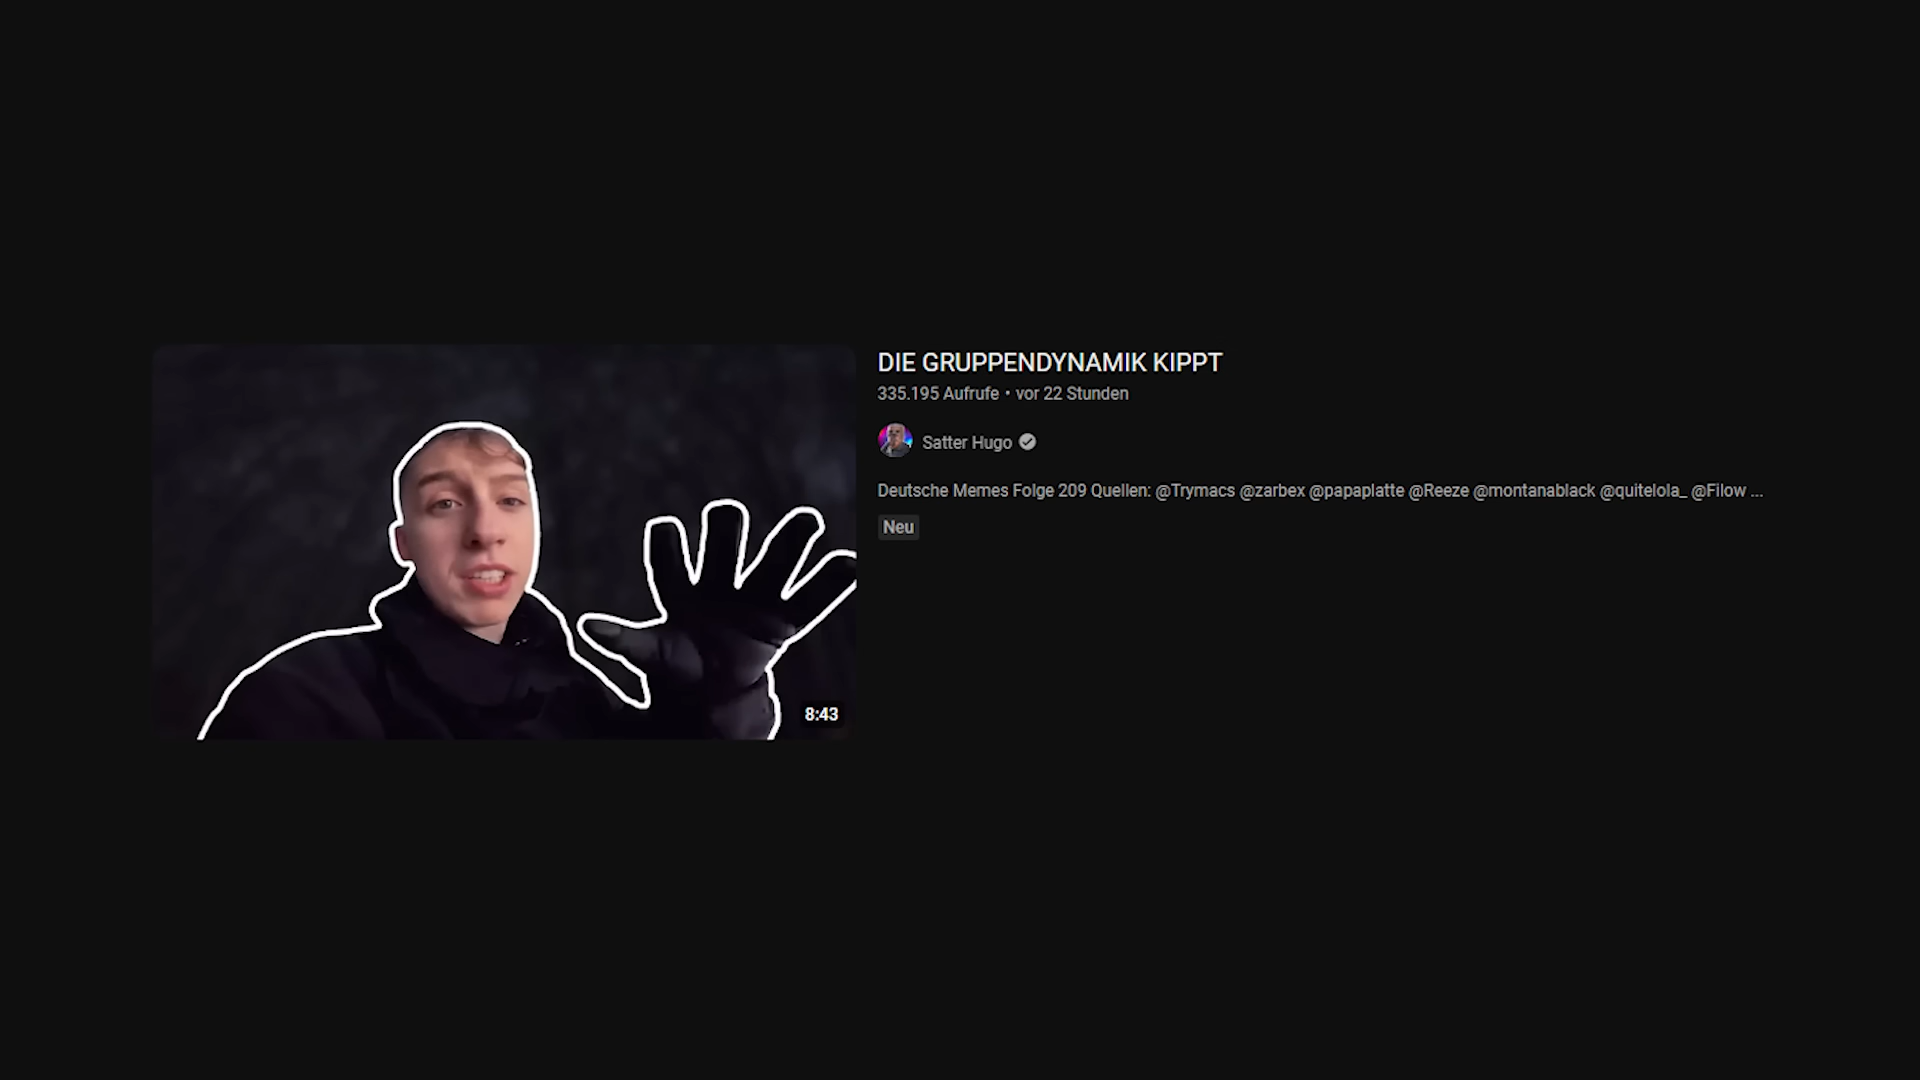 DIE GRUPPENDYNAMIK KIPPT
335.195 Aufrufe • vor 22 Stunden
Satter Hugo
Deutsche Memes Folge 209 Quellen: @Trymacs @zarbex @papaplatte @Reeze @montanablack @quitelola_ @Filow ...
Neu
8:43